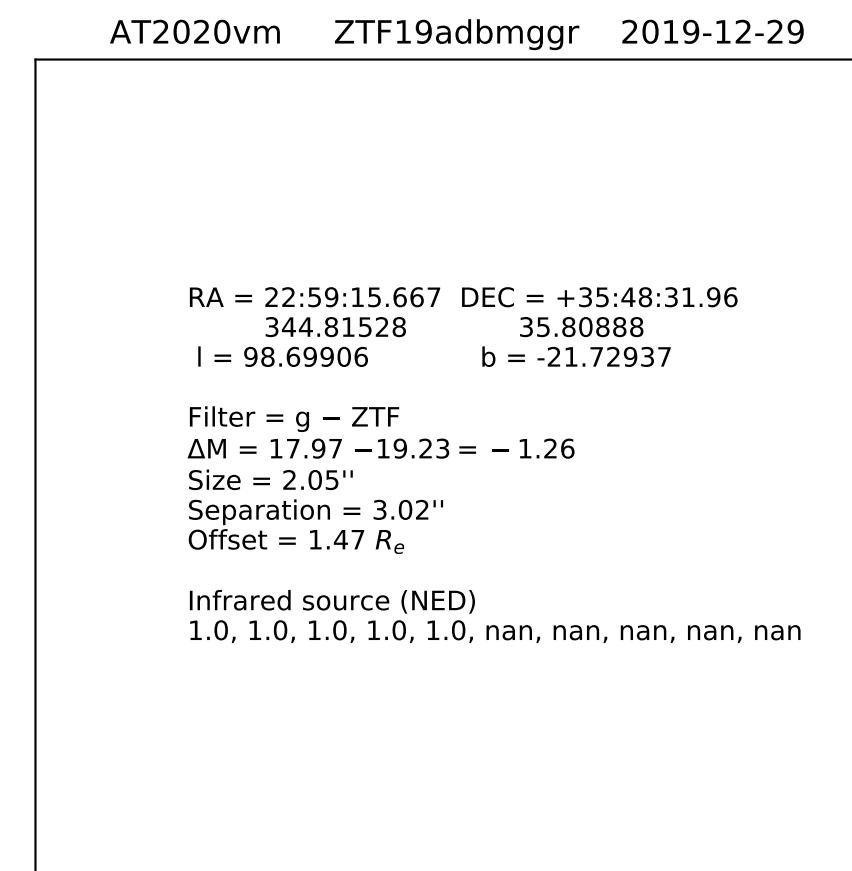 AT2020vm ZTF19adbmggr 2019-12-29
RA = 22:59:15.667 DEC = +35:48:31.96
344.81528 35.80888
l = 98.69906 b = -21.72937
Filter = g − ZTF
ΔM = 17.97 −19.23 = − 1.26
Size = 2.05''
Separation = 3.02''
Offset = 1.47 Rₑ
Infrared source (NED)
1.0, 1.0, 1.0, 1.0, 1.0, nan, nan, nan, nan, nan